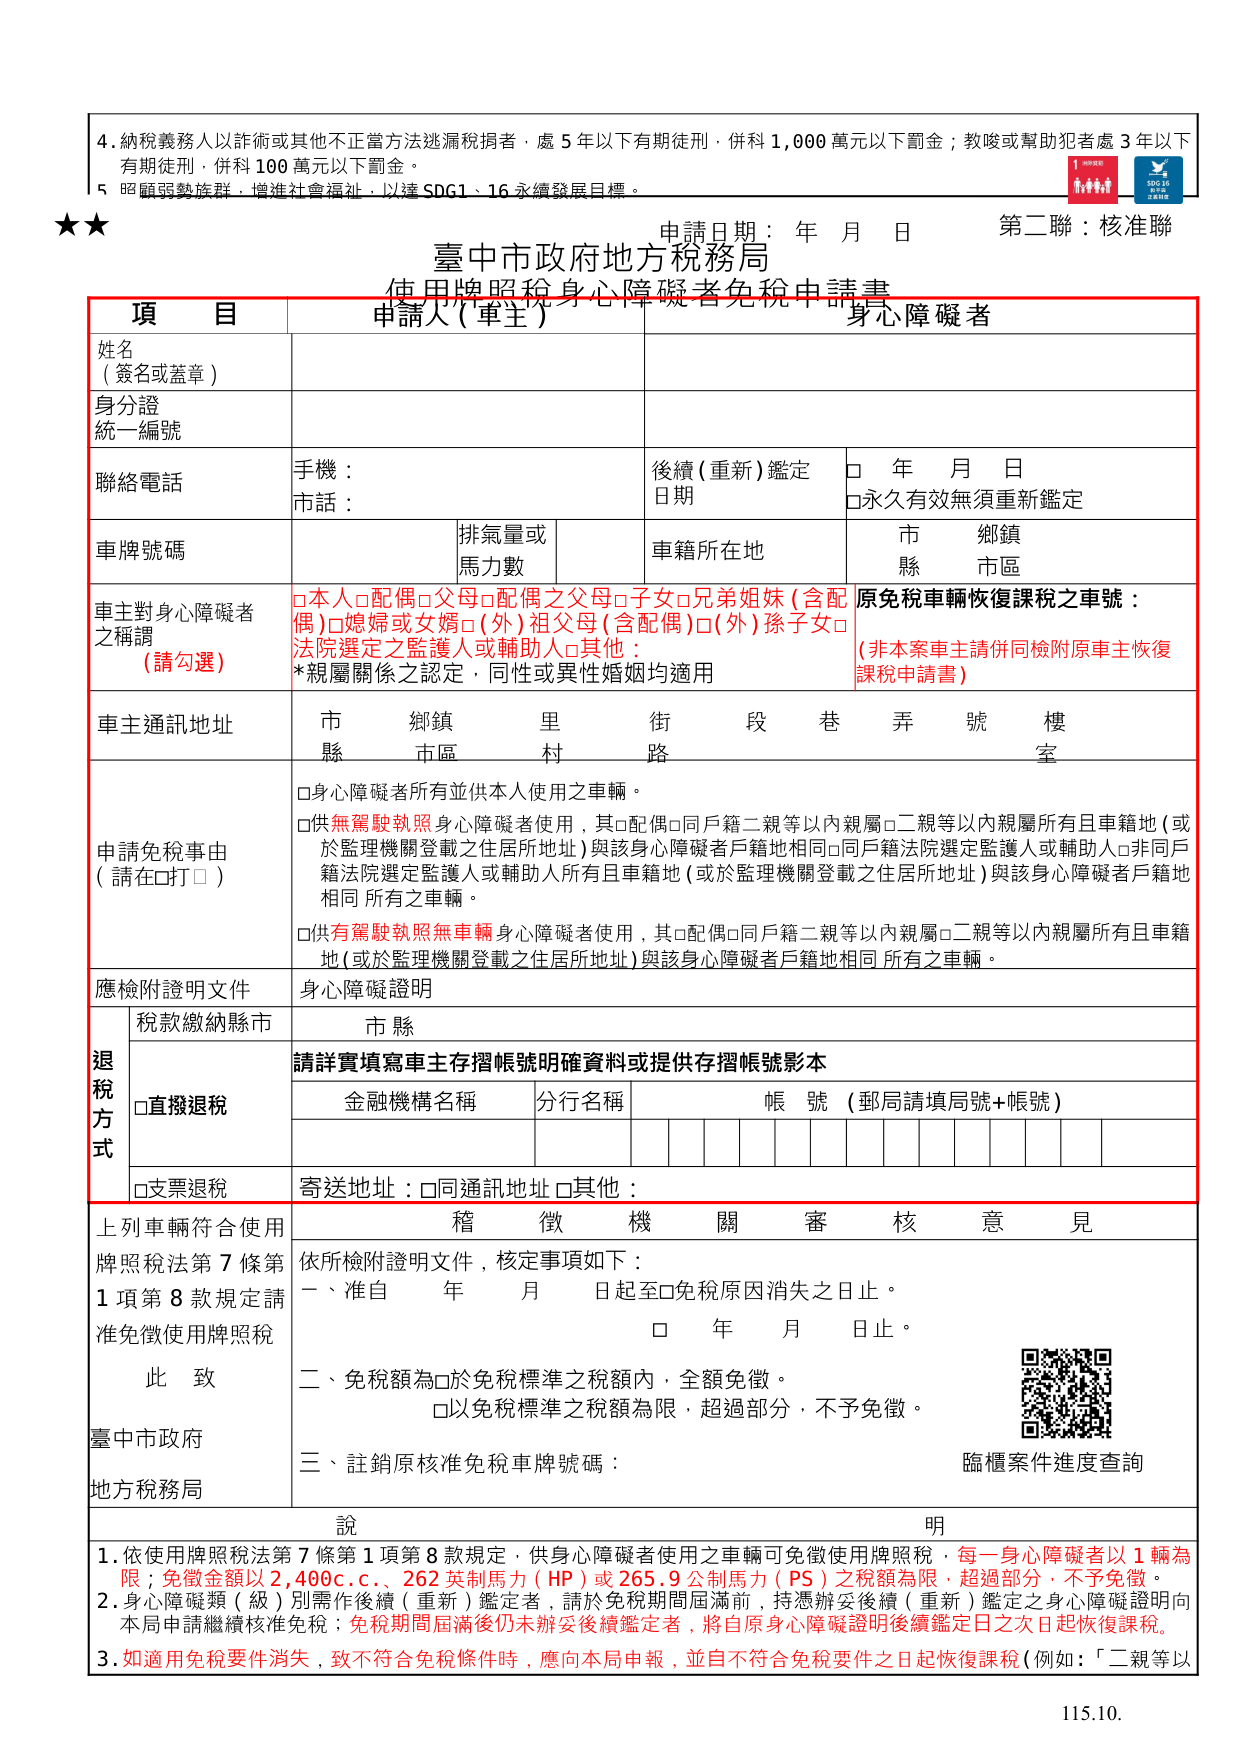 4.納稅義務人以詐術或其他不正當方法逃漏稅捐者，處 5 年以下有期徒刑，併科 1,000 萬元以下罰金；教唆或幫助犯者處 3 年以下
有期徒刑，併科 100 萬元以下罰金。
5 照顧弱勢族群，增進社會福祉，以達 SDG1、16 永續發展目標。
1
SDG 16
★★
申請日期： 年 月 日
第二聯：核准聯
臺中市政府地方稅務局
使用牌照稅身心障礙者免稅申請書
項 目 申請人(車主) 身心障礙者
姓名
(簽名或蓋章)
身分證
統一編號
聯絡電話
手機：
市話：
後續(重新)鑑定
日期
□ 年 月 日
□永久有效無須重新鑑定
車牌號碼
排氣量或
馬力數
車籍所在地
市 鄉鎮
縣 市區
車主對身心障礙者
之稱謂
(請勾選)
□本人□配偶□父母□配偶之父母□子女□兄弟姐妹(含配
偶)□媳婦或女婿□(外)祖父母(含配偶)□(外)孫子女□
法院選定之監護人或輔助人□其他：
*親屬關係之認定，同性或異性婚姻均適用
原免稅車輛恢復課稅之車號：
(非本案車主請併同檢附原車主恢復
課稅申請書)
車主通訊地址
市 鄉鎮 里 街 段 巷 弄 號 樓
縣 市區 村 路 室
申請免稅事由
(請在□打□)
□身心障礙者所有並供本人使用之車輛。
□供無駕駛執照身心障礙者使用，其□配偶□同戶籍二親等以內親屬□二親等以內親屬所有且車籍地(或
於監理機關登載之住居所地址)與該身心障礙者戶籍地相同□同戶籍法院選定監護人或輔助人□非同戶
籍法院選定監護人或輔助人所有且車籍地(或於監理機關登載之住居所地址)與該身心障礙者戶籍地
相同 所有之車輛。
□供有駕駛執照無車輛身心障礙者使用，其□配偶□同戶籍二親等以內親屬□二親等以內親屬所有且車籍
地(或於監理機關登載之住居所地址)與該身心障礙者戶籍地相同 所有之車輛。
應檢附證明文件 身心障礙證明
退稅方式
稅款繳納縣市 市縣
□直撥退稅
請詳實填寫車主存摺帳號明確資料或提供存摺帳號影本
金融機構名稱 分行名稱 帳 號 (郵局請填局號+帳號)
□支票退稅 寄送地址：□同通訊地址 □其他：
上列車輛符合使用
牌照稅法第 7 條第
1 項第 8 款規定請
准免徵使用牌照稅
此 致
臺中市政府
地方稅務局
稽 徵 機 關 審 核 意 見
依所檢附證明文件，核定事項如下：
一、准自 年 月 日起至□免稅原因消失之日止。
□ 年 月 日止。
二、免稅額為□於免稅標準之稅額內，全額免徵。
□以免稅標準之稅額為限，超過部分，不予免徵。
三、註銷原核准免稅車牌號碼：
臨櫃案件進度查詢
說 明
1.依使用牌照稅法第 7 條第 1 項第 8 款規定，供身心障礙者使用之車輛可免徵使用牌照稅，每一身心障礙者以 1 輛為
限；免徵金額以 2,400c.c.、262 英制馬力(HP)或 265.9 公制馬力(PS)之稅額為限，超過部分，不予免徵。
2.身心障礙類(級)別需作後續(重新)鑑定者，請於免稅期間屆滿前，持憑辦妥後續(重新)鑑定之身心障礙證明向
本局申請繼續核准免稅；免稅期間屆滿後仍未辦妥後續鑑定者，將自原身心障礙證明後續鑑定日之次日起恢復課稅。
3.如適用免稅要件消失，致不符合免稅條件時，應向本局申報，並自不符合免稅要件之日起恢復課稅(例如:「二親等以
115.10.